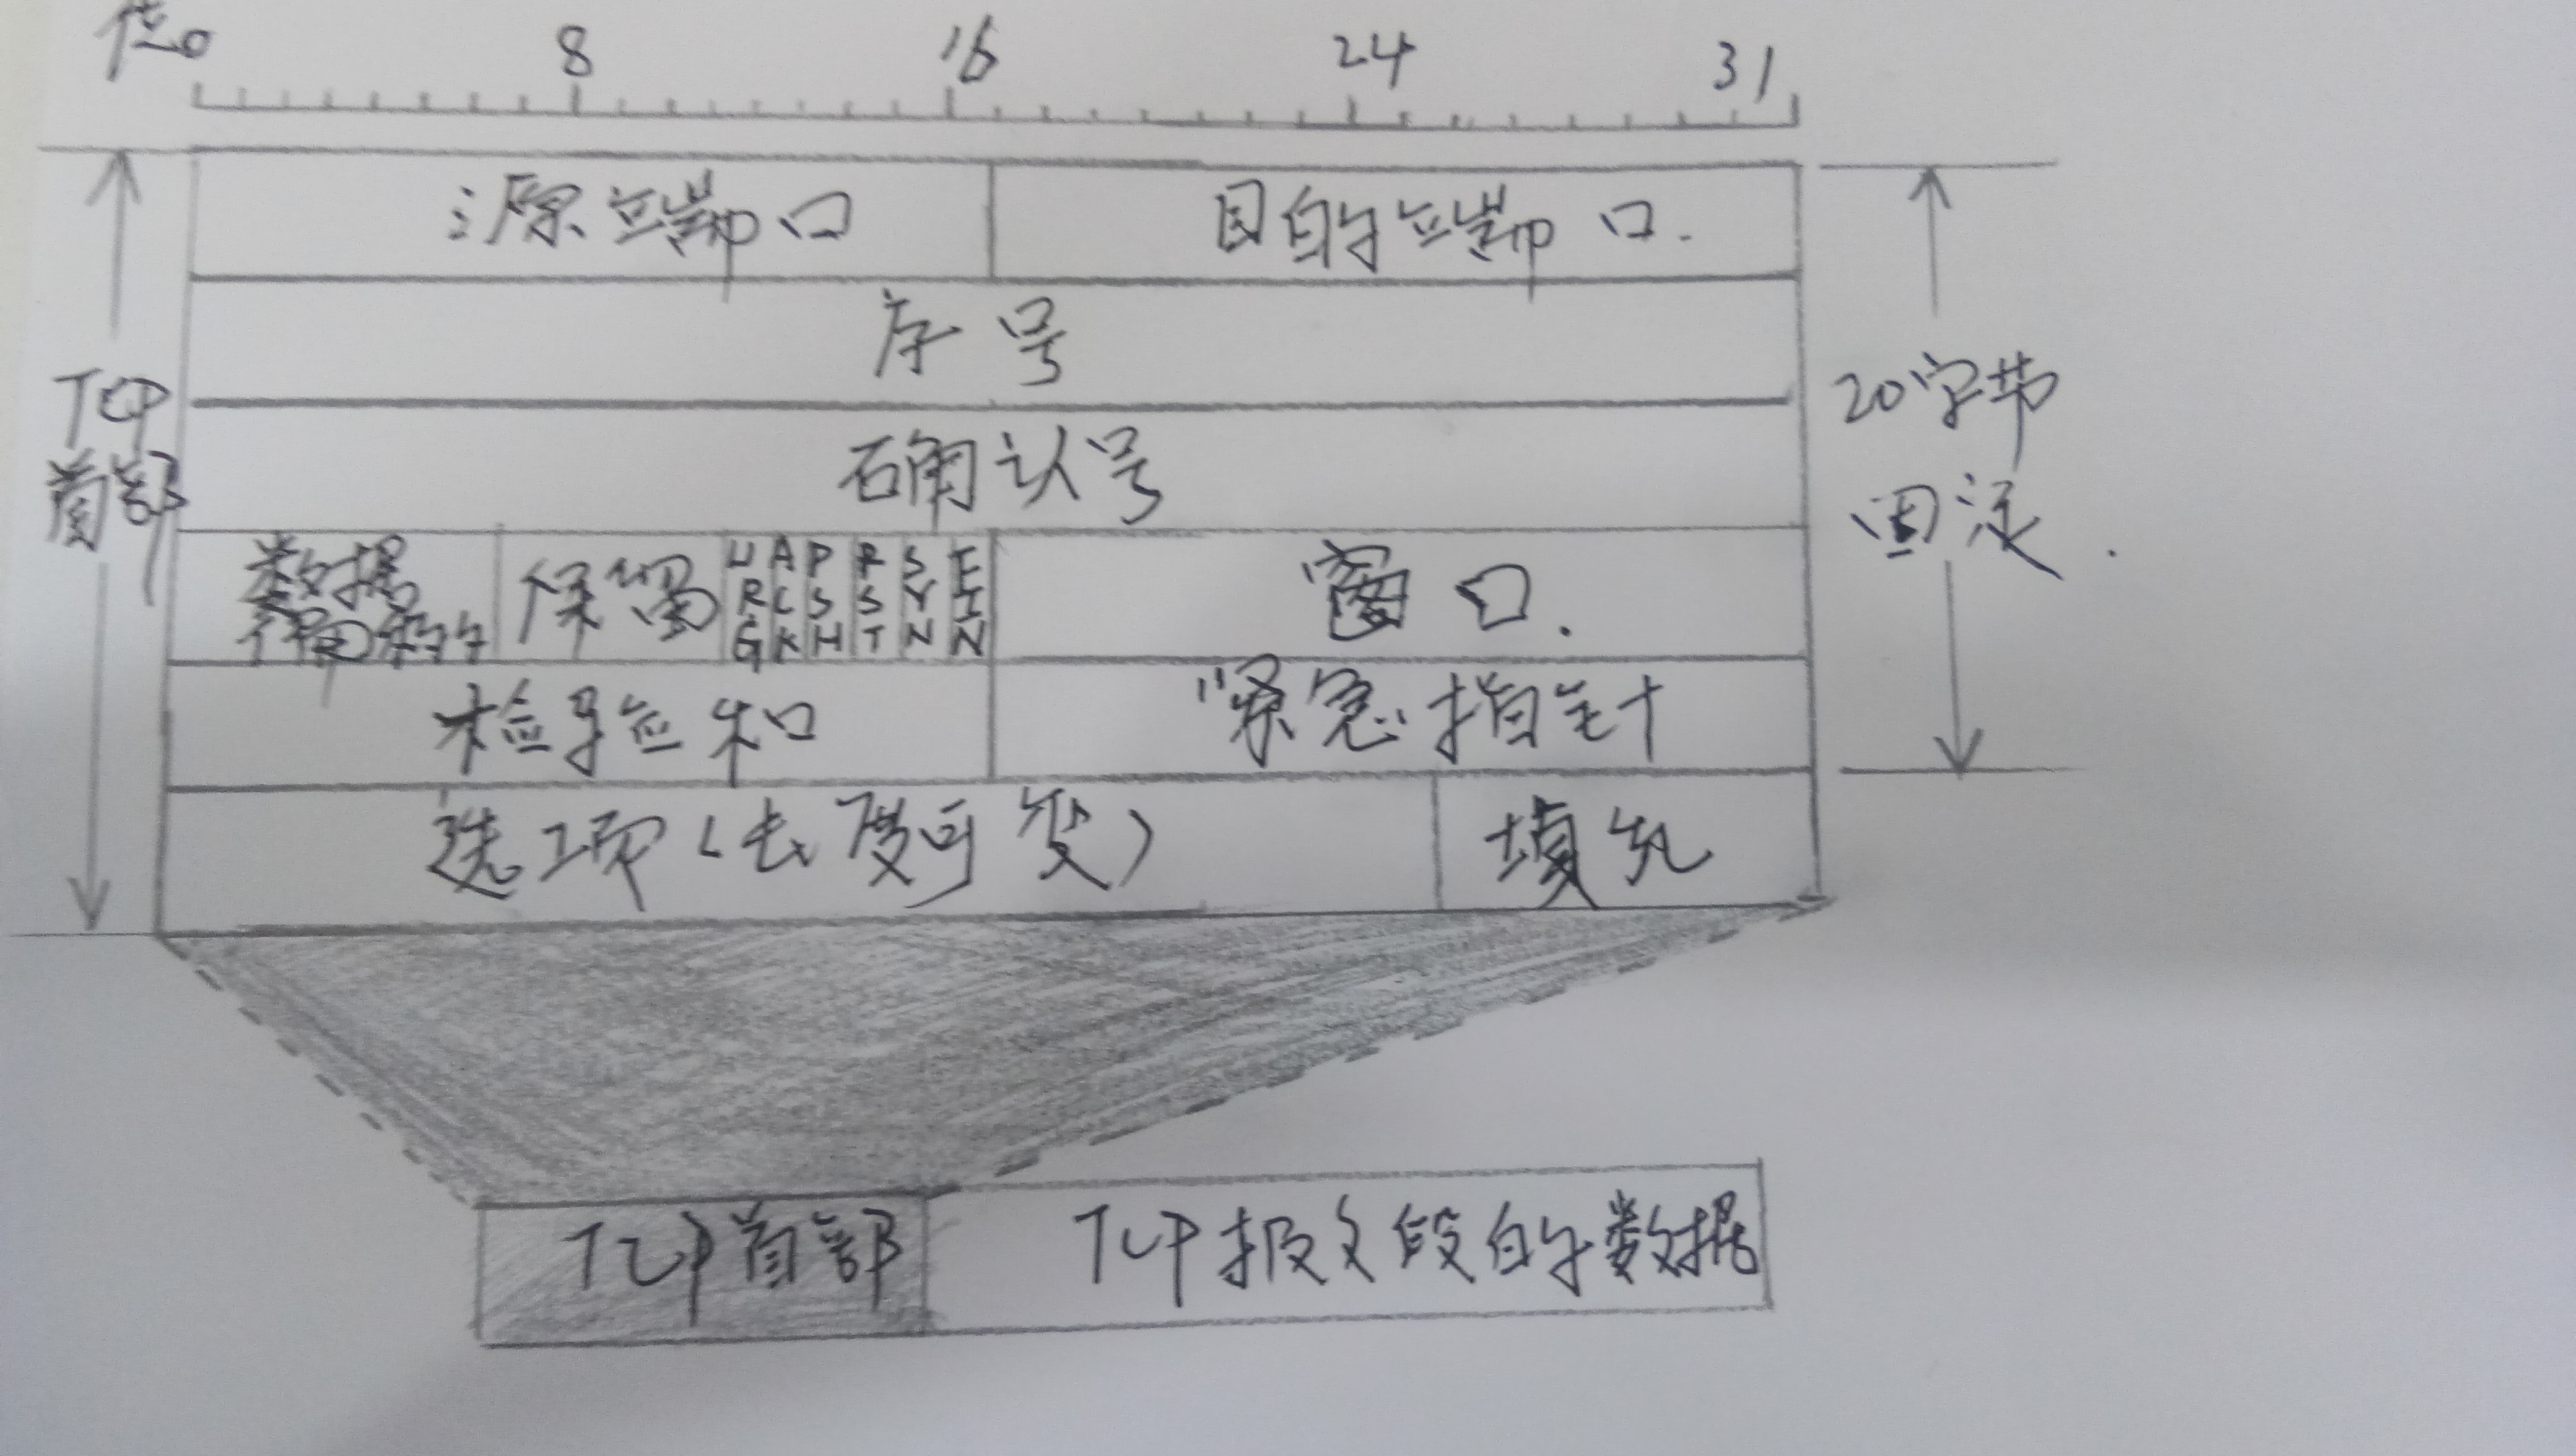 位0 8 16 24 31
源端口 目的端口.
序号
TCP
首部
20字节
固定.
确认号
数据
偏移 保留 URG ACK PSH RST SYN FIN 窗口.
检验和 紧急指针
选项(长度可变) 填充
TCP首部 TCP报文段的数据